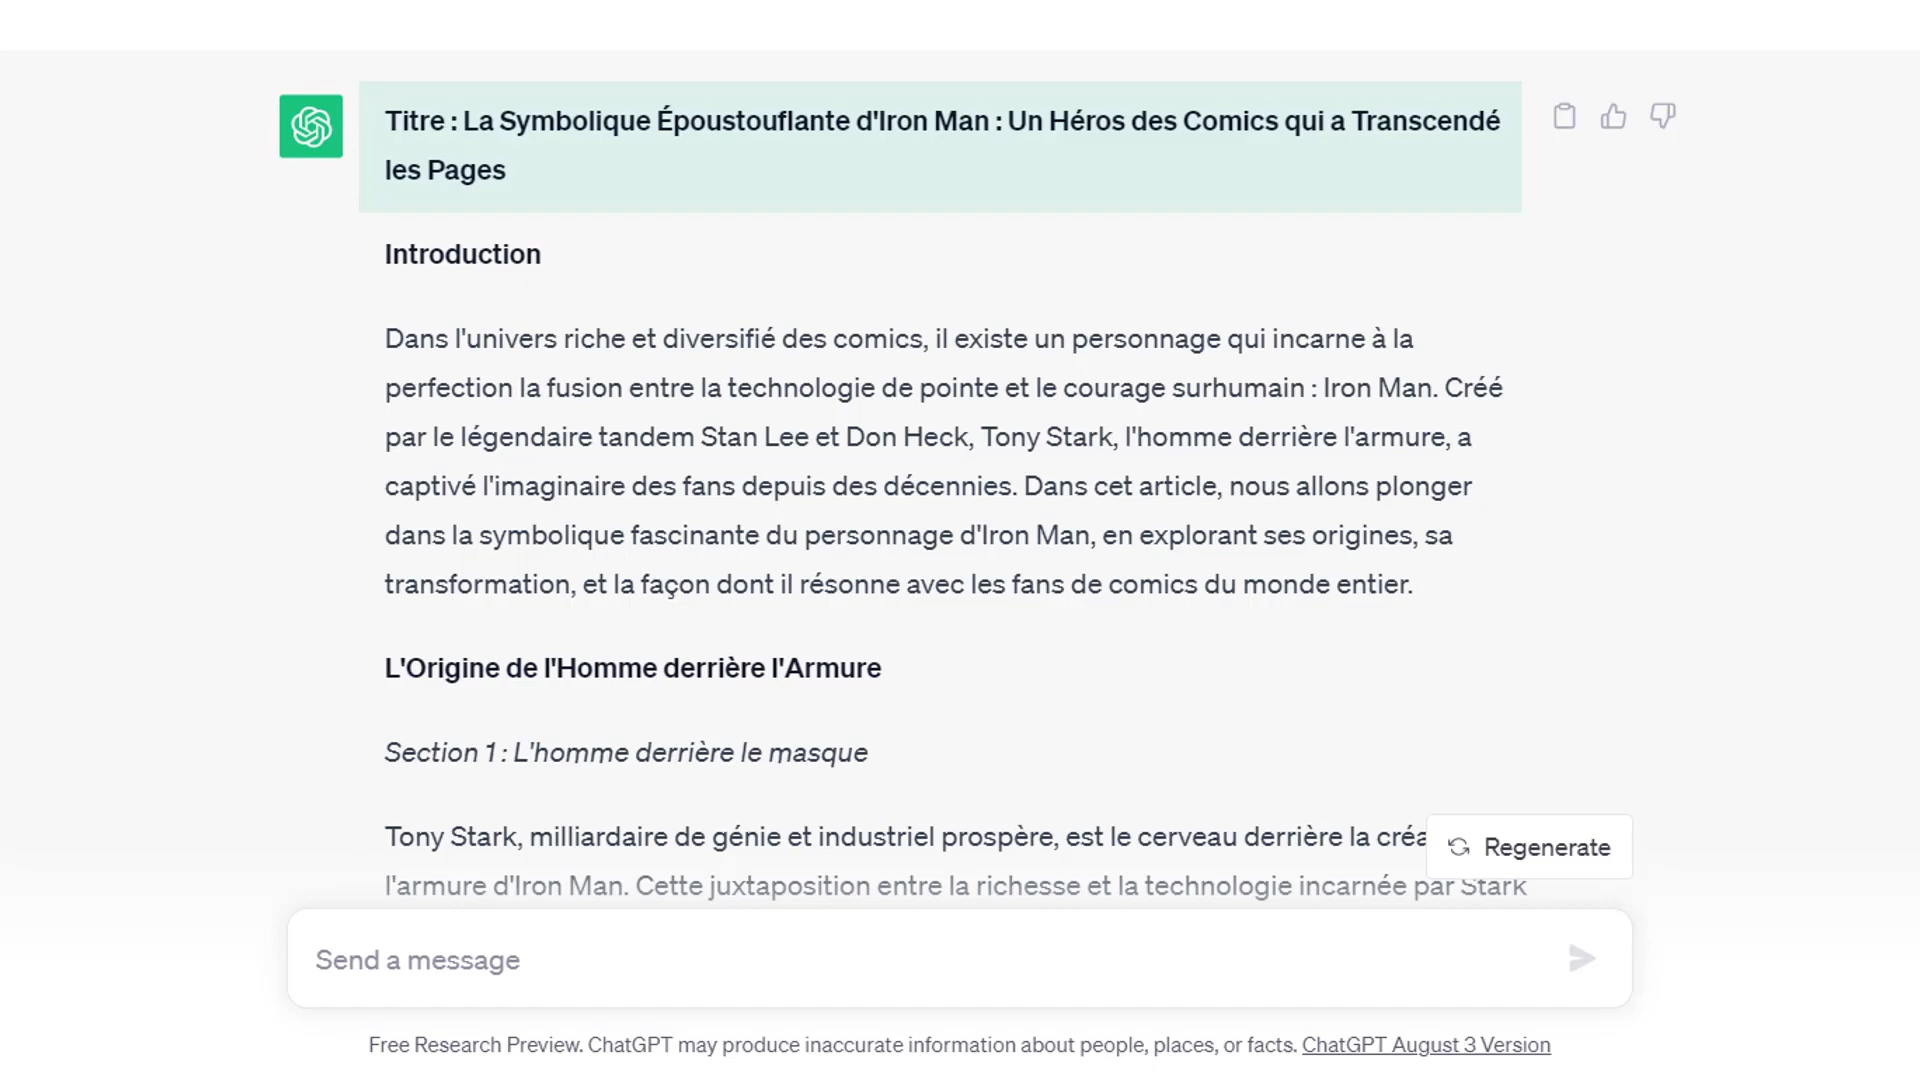 Titre : La Symbolique Époustouflante d'Iron Man : Un Héros des Comics qui a Transcendé
les Pages
Introduction
Dans l'univers riche et diversifié des comics, il existe un personnage qui incarne à la
perfection la fusion entre la technologie de pointe et le courage surhumain : Iron Man. Créé
par le légendaire tandem Stan Lee et Don Heck, Tony Stark, l'homme derrière l'armure, a
captivé l'imaginaire des fans depuis des décennies. Dans cet article, nous allons plonger
dans la symbolique fascinante du personnage d'Iron Man, en explorant ses origines, sa
transformation, et la façon dont il résonne avec les fans de comics du monde entier.
L'Origine de l'Homme derrière l'Armure
Section 1 : L'homme derrière le masque
Tony Stark, milliardaire de génie et industriel prospère, est le cerveau derrière la créa
Regenerate
l'armure d'Iron Man. Cette juxtaposition entre la richesse et la technologie incarnée par Stark
Send a message
Free Research Preview. ChatGPT may produce inaccurate information about people, places, or facts. ChatGPT August 3 Version